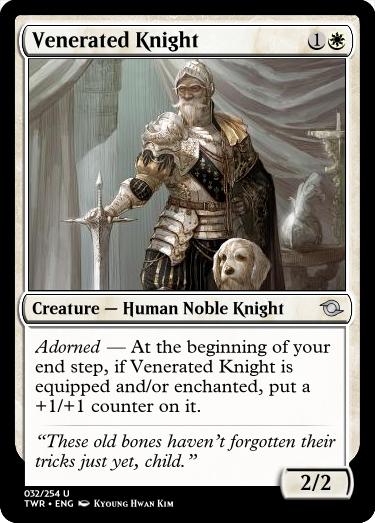 Venerated Knight 1
Creature — Human Noble Knight
Adorned — At the beginning of your
end step, if Venerated Knight is
equipped and/or enchanted, put a
+1/+1 counter on it.
“These old bones haven’t forgotten their
tricks just yet, child.”
2/2
032/254 U
TWR • ENG Kyoung Hwan Kim